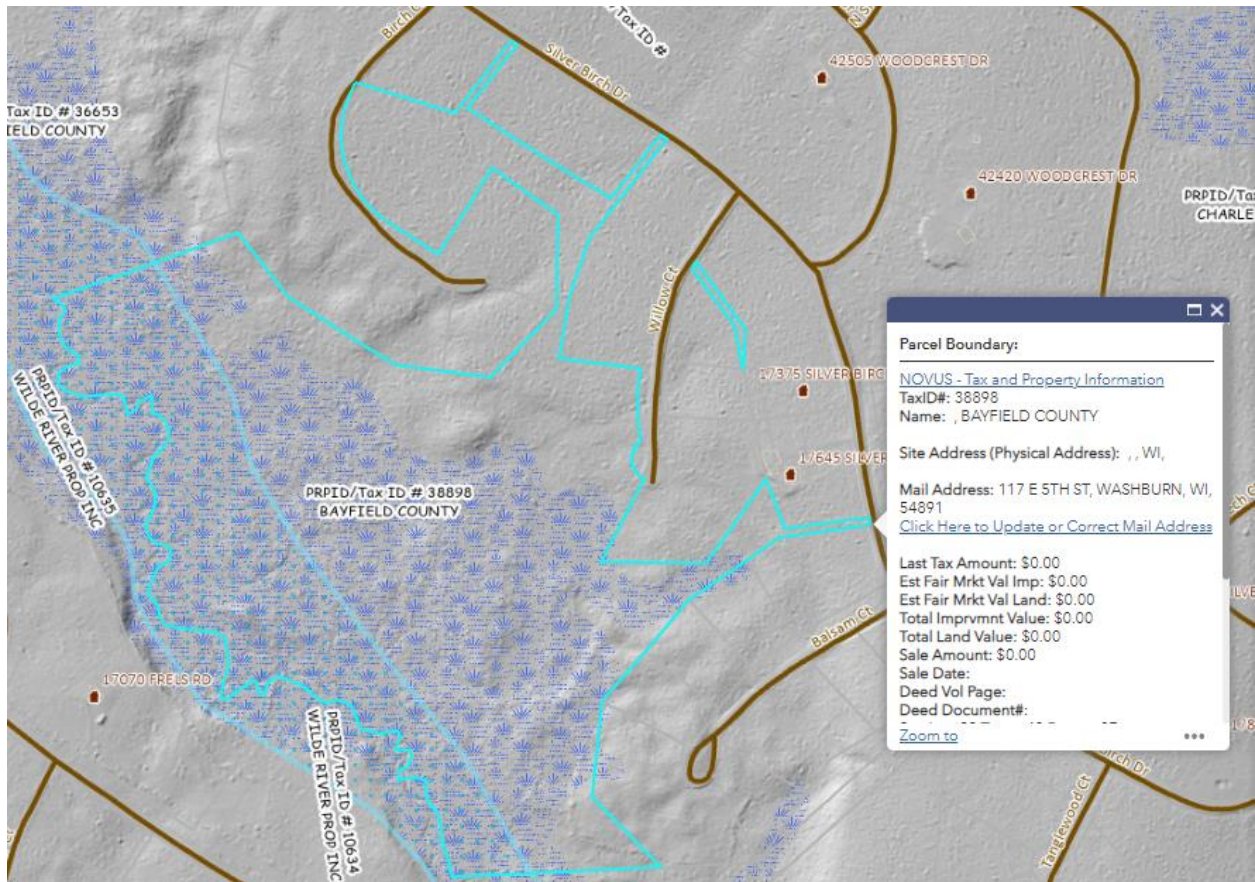 Birch C
Tax ID #
Silver Birch Dr
N S
42505 WOODCREST DR
Tax ID # 36653
IELD COUNTY
42420 WOODCREST DR
PRPID/Ta
CHARLE
Willow Ct
17375 SILVER BIRC
PRPID/Tax ID # 10635
WILDE RIVER PROP INC
17645 SILVER
PRPID/Tax ID # 38898
BAYFIELD COUNTY
Balsam Ct
17070 FRELS RD
PRPID/Tax ID # 10634
WILDE RIVER PROP INC
Parcel Boundary:
NOVUS - Tax and Property Information
TaxID#: 38898
Name: , BAYFIELD COUNTY
Site Address (Physical Address): , , WI,
Mail Address: 117 E 5TH ST, WASHBURN, WI,
54891
Click Here to Update or Correct Mail Address
Last Tax Amount: $0.00
Est Fair Mrkt Val Imp: $0.00
Est Fair Mrkt Val Land: $0.00
Total Imprvmnt Value: $0.00
Total Land Value: $0.00
Sale Amount: $0.00
Sale Date:
Deed Vol Page:
Deed Document#:
Zoom to
Birch Dr
Tanglewood Ct